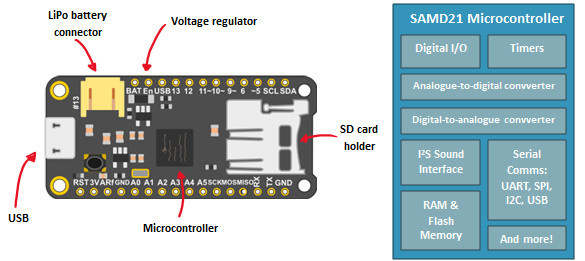 LiPo battery
connector
Voltage regulator
#13
BAT En USB 13 12 11~ 10~ 9~ 6 ~5 SCL SDA
SD card
holder
RST 3V ARf GND A0 A1 A2 A3 A4 A5 SCK MOSI MISO RX TX GND
USB
Microcontroller
SAMD21 Microcontroller
Digital I/O
Timers
Analogue-to-digital converter
Digital-to-analogue converter
I²S Sound
Interface
Serial
Comms:
UART, SPI,
I2C, USB
RAM &
Flash
Memory
And more!